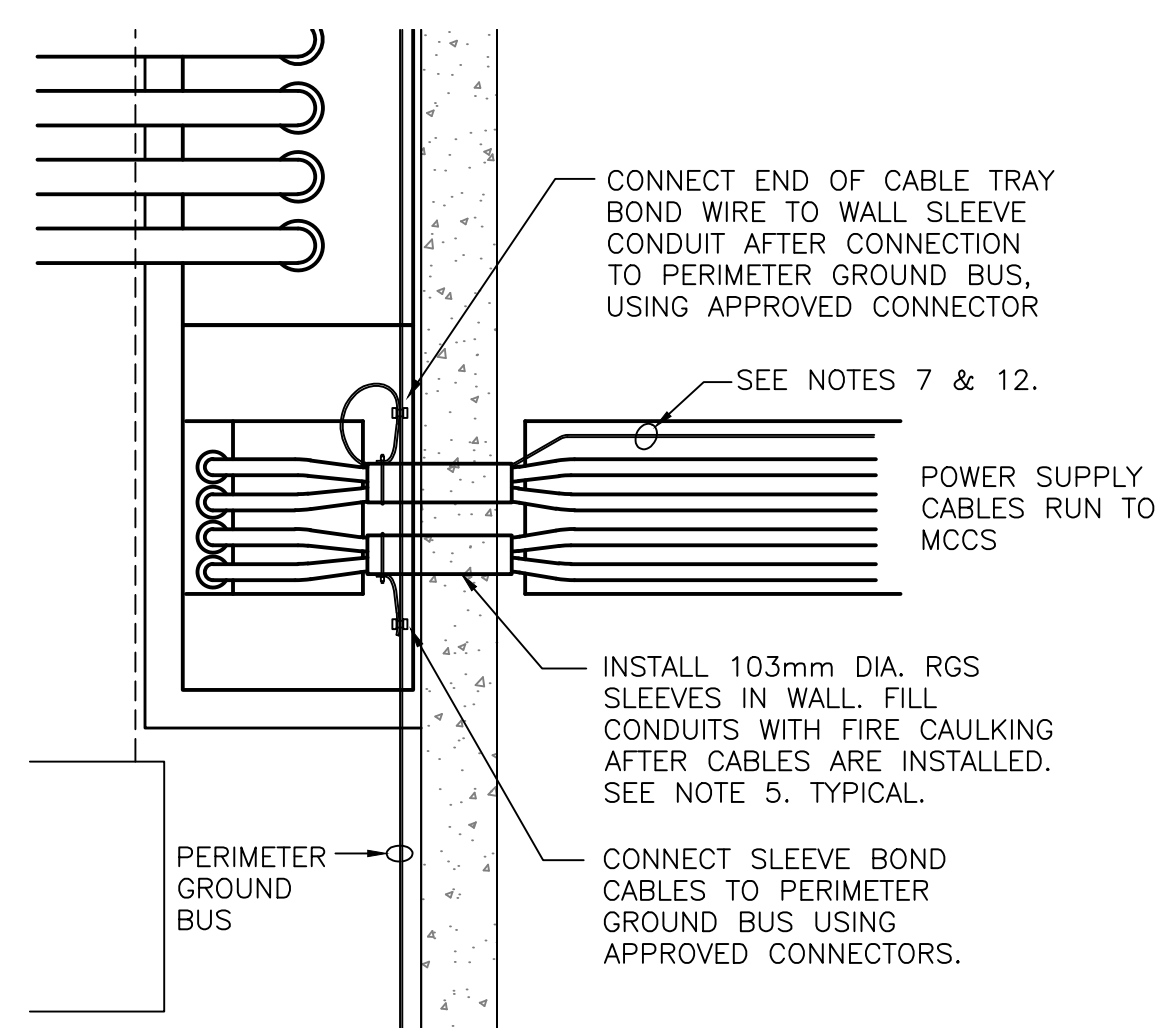 CONNECT END OF CABLE TRAY
BOND WIRE TO WALL SLEEVE
CONDUIT AFTER CONNECTION
TO PERIMETER GROUND BUS,
USING APPROVED CONNECTOR
SEE NOTES 7 & 12.
POWER SUPPLY
CABLES RUN TO
MCCS
INSTALL 103mm DIA. RGS
SLEEVES IN WALL. FILL
CONDUITS WITH FIRE CAULKING
AFTER CABLES ARE INSTALLED.
SEE NOTE 5. TYPICAL.
PERIMETER
GROUND
BUS
CONNECT SLEEVE BOND
CABLES TO PERIMETER
GROUND BUS USING
APPROVED CONNECTORS.